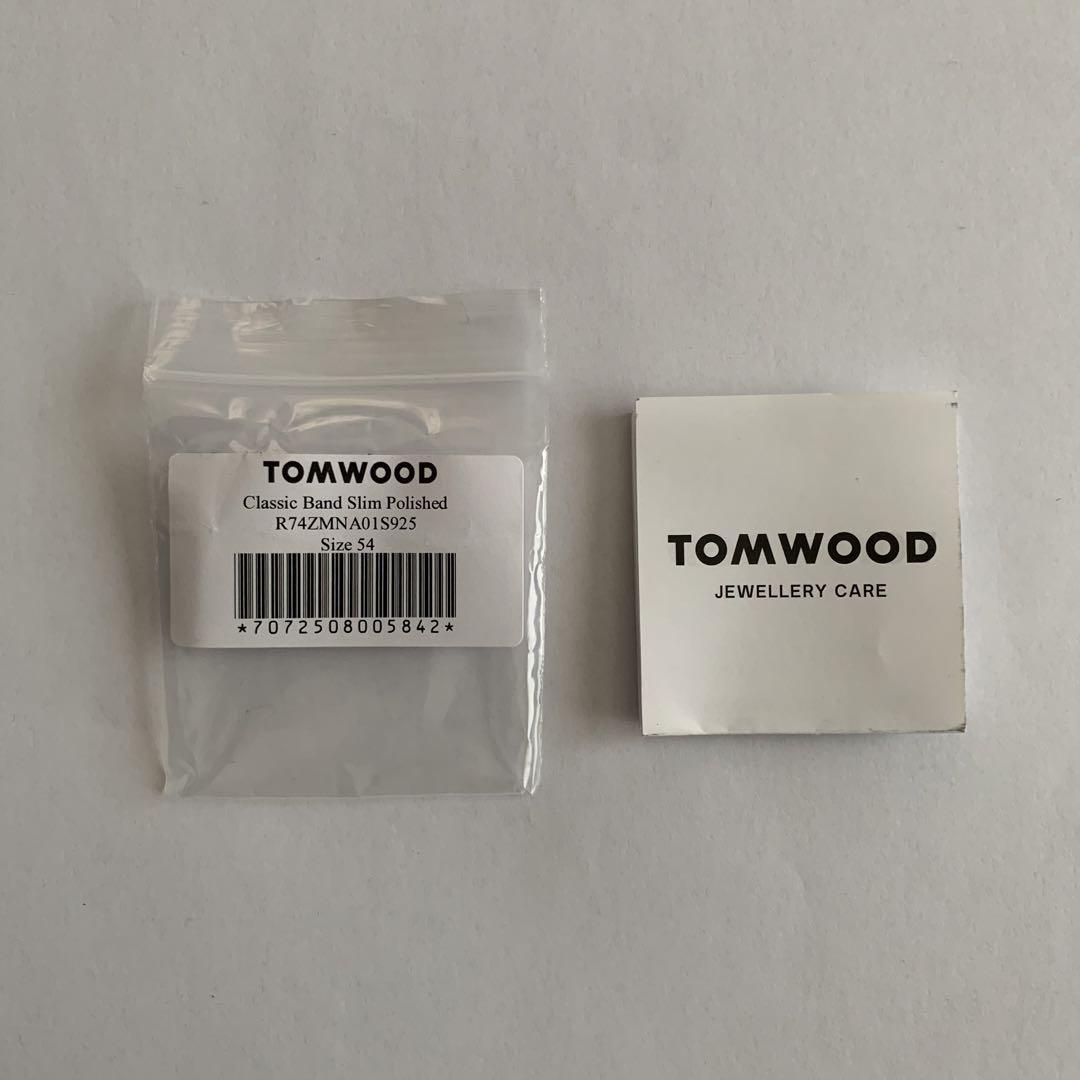 TOMWOOD
Classic Band Slim Polished
R74ZMNA01S925
Size 54
*7072508005842*
TOMWOOD
JEWELLERY CARE